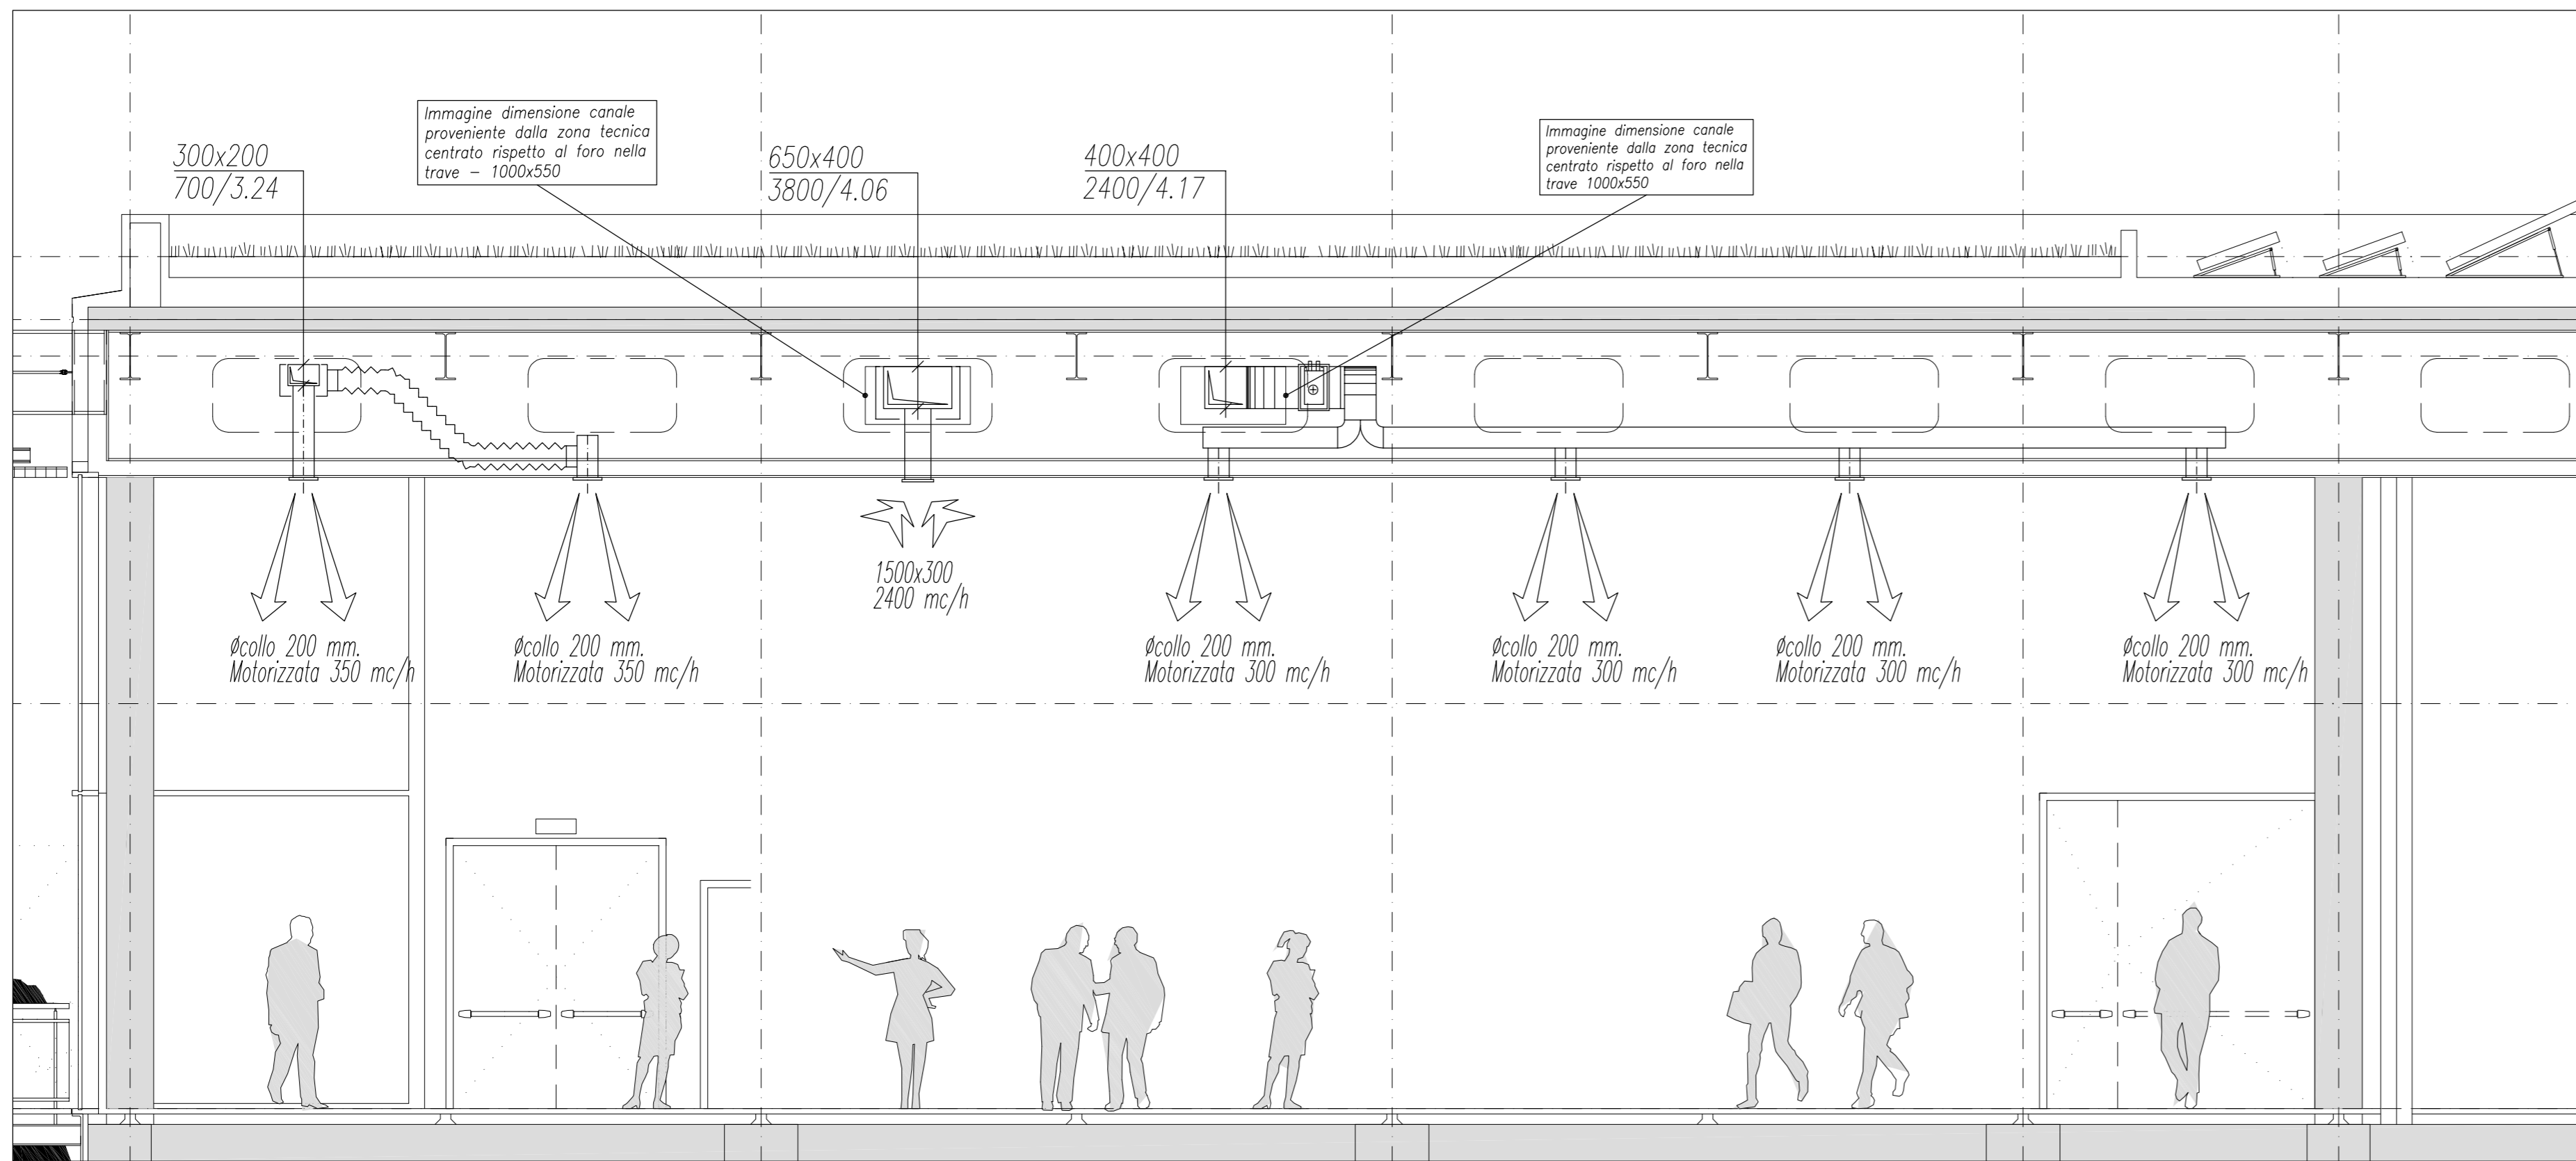 300x200
700/3.24
Immagine dimensione canale
proveniente dalla zona tecnica
centrato rispetto al foro nella
trave – 1000x550
650x400
3800/4.06
400x400
2400/4.17
Immagine dimensione canale
proveniente dalla zona tecnica
centrato rispetto al foro nella
trave 1000x550
1500x300
2400 mc/h
øcollo 200 mm.
Motorizzata 350 mc/h
øcollo 200 mm.
Motorizzata 350 mc/h
øcollo 200 mm.
Motorizzata 300 mc/h
øcollo 200 mm.
Motorizzata 300 mc/h
øcollo 200 mm.
Motorizzata 300 mc/h
øcollo 200 mm.
Motorizzata 300 mc/h